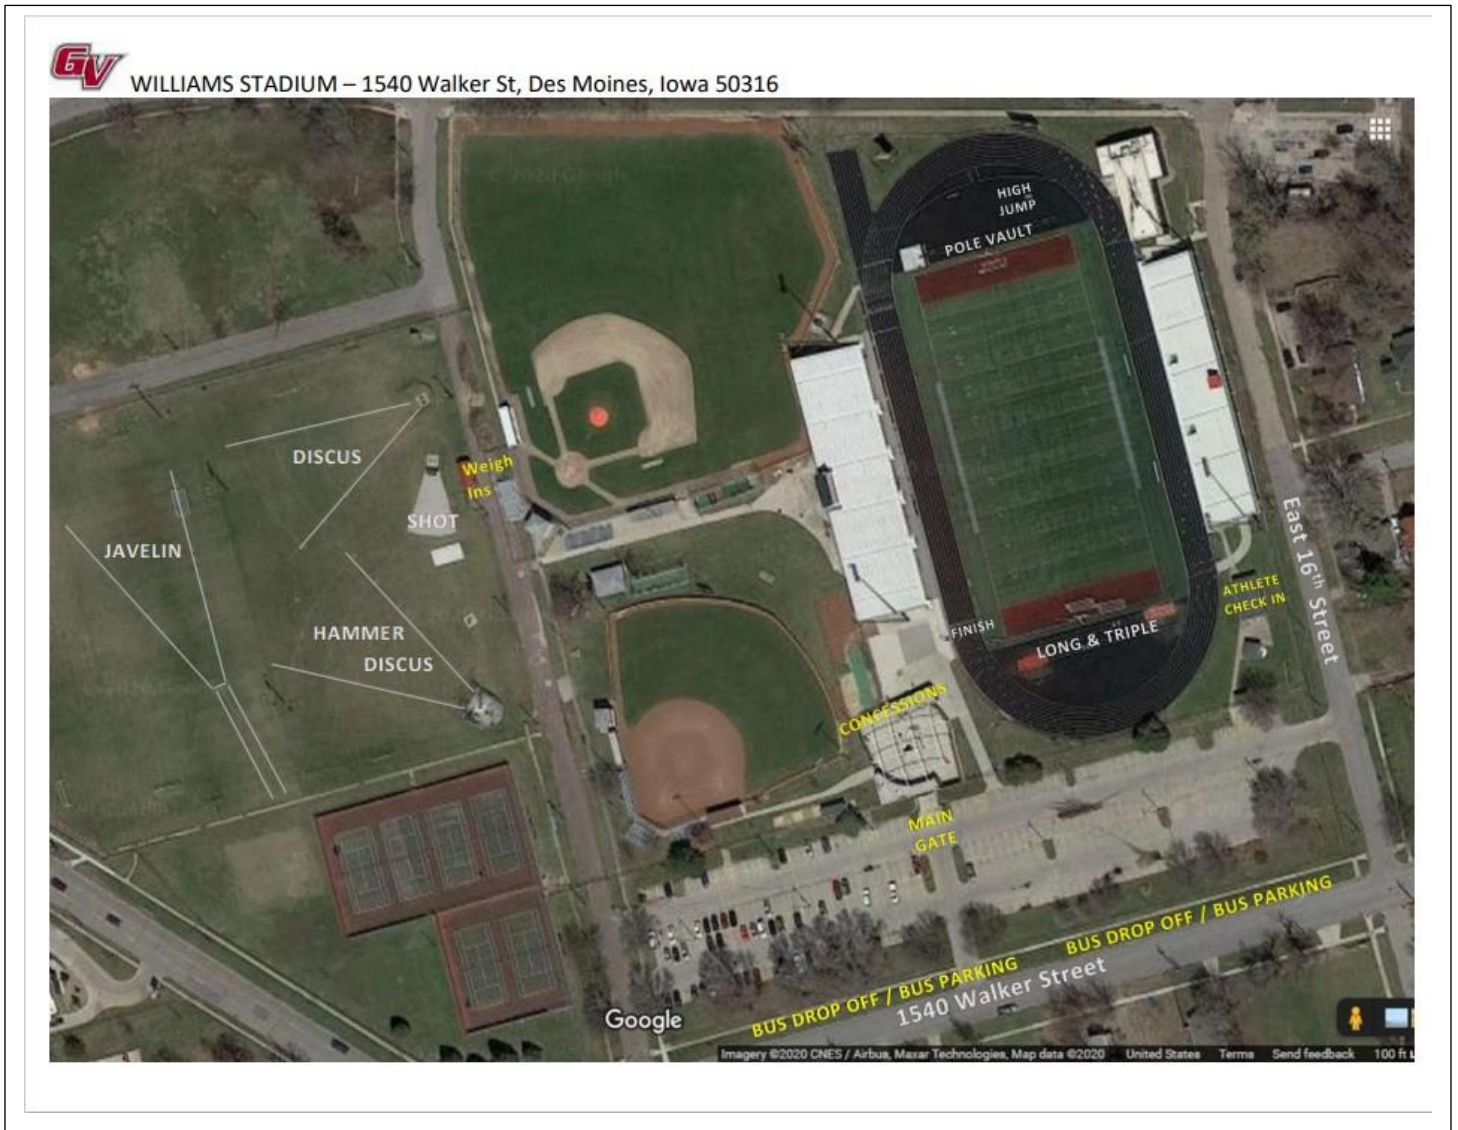 GV
WILLIAMS STADIUM – 1540 Walker St, Des Moines, Iowa 50316
HIGH
JUMP
POLE VAULT
DISCUS
Weigh
Ins
SHOT
JAVELIN
East 16th Street
ATHLETE
CHECK IN
HAMMER
DISCUS
FINISH
LONG & TRIPLE
CONCESSIONS
MAIN
GATE
BUS DROP OFF / BUS PARKING
BUS DROP OFF / BUS PARKING
1540 Walker Street
Google
Imagery ©2020 CNES / Airbus, Maxar Technologies, Map data ©2020 United States Terms Send feedback 100 ft